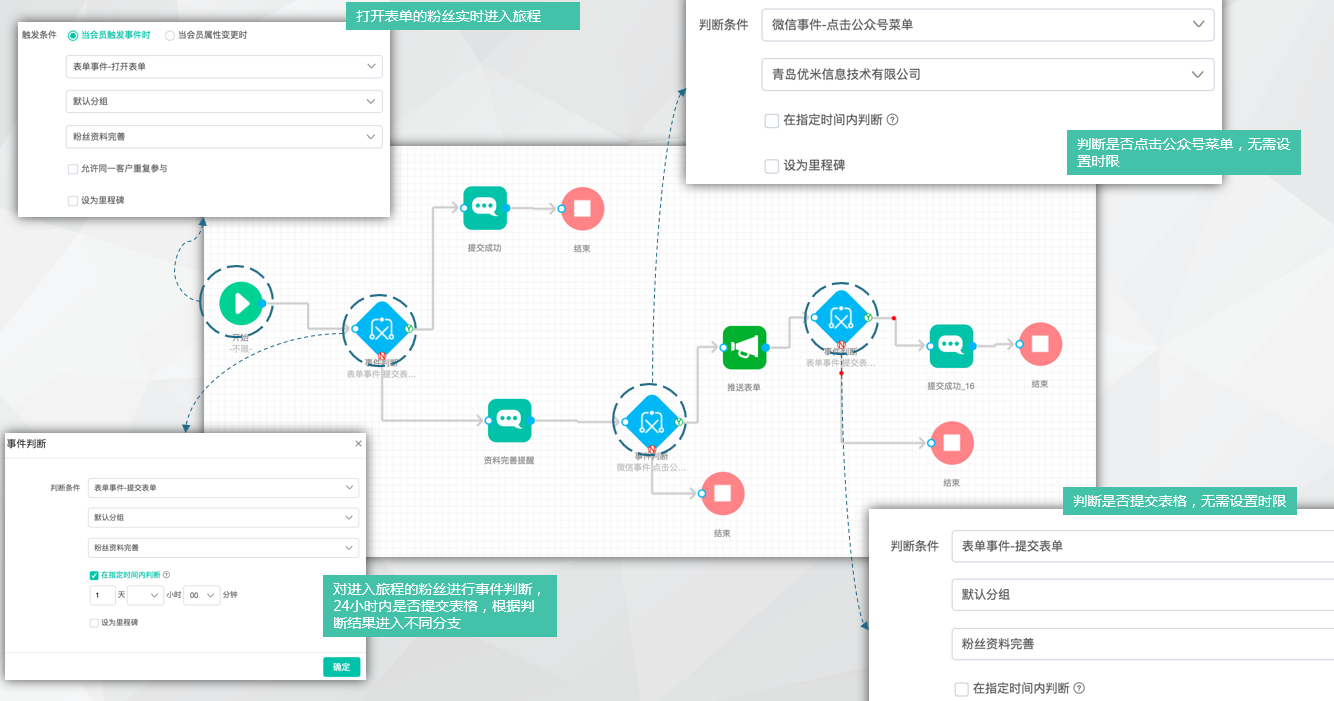 打开表单的粉丝实时进入旅程
触发条件 当会员触发事件时 当会员属性变更时
表单事件-打开表单
默认分组
粉丝资料完善
允许同一客户重复参与
设为里程碑
判断条件 微信事件-点击公众号菜单
青岛优米信息技术有限公司
在指定时间内判断
设为里程碑
判断是否点击公众号菜单，无需设
置时限
提交成功
结束
开始
~不限~
事件判断
表单事件-提交表...
资料完善提醒
事件判断
微信事件-点击公...
结束
推送表单
事件判断
表单事件-提交表...
提交成功_16
结束
结束
事件判断
判断条件 表单事件-提交表单
默认分组
粉丝资料完善
在指定时间内判断
1 天 小时 00 分钟
设为里程碑
确定
对进入旅程的粉丝进行事件判断，
24小时内是否提交表格，根据判
断结果进入不同分支
判断是否提交表格，无需设置时限
判断条件 表单事件-提交表单
默认分组
粉丝资料完善
在指定时间内判断